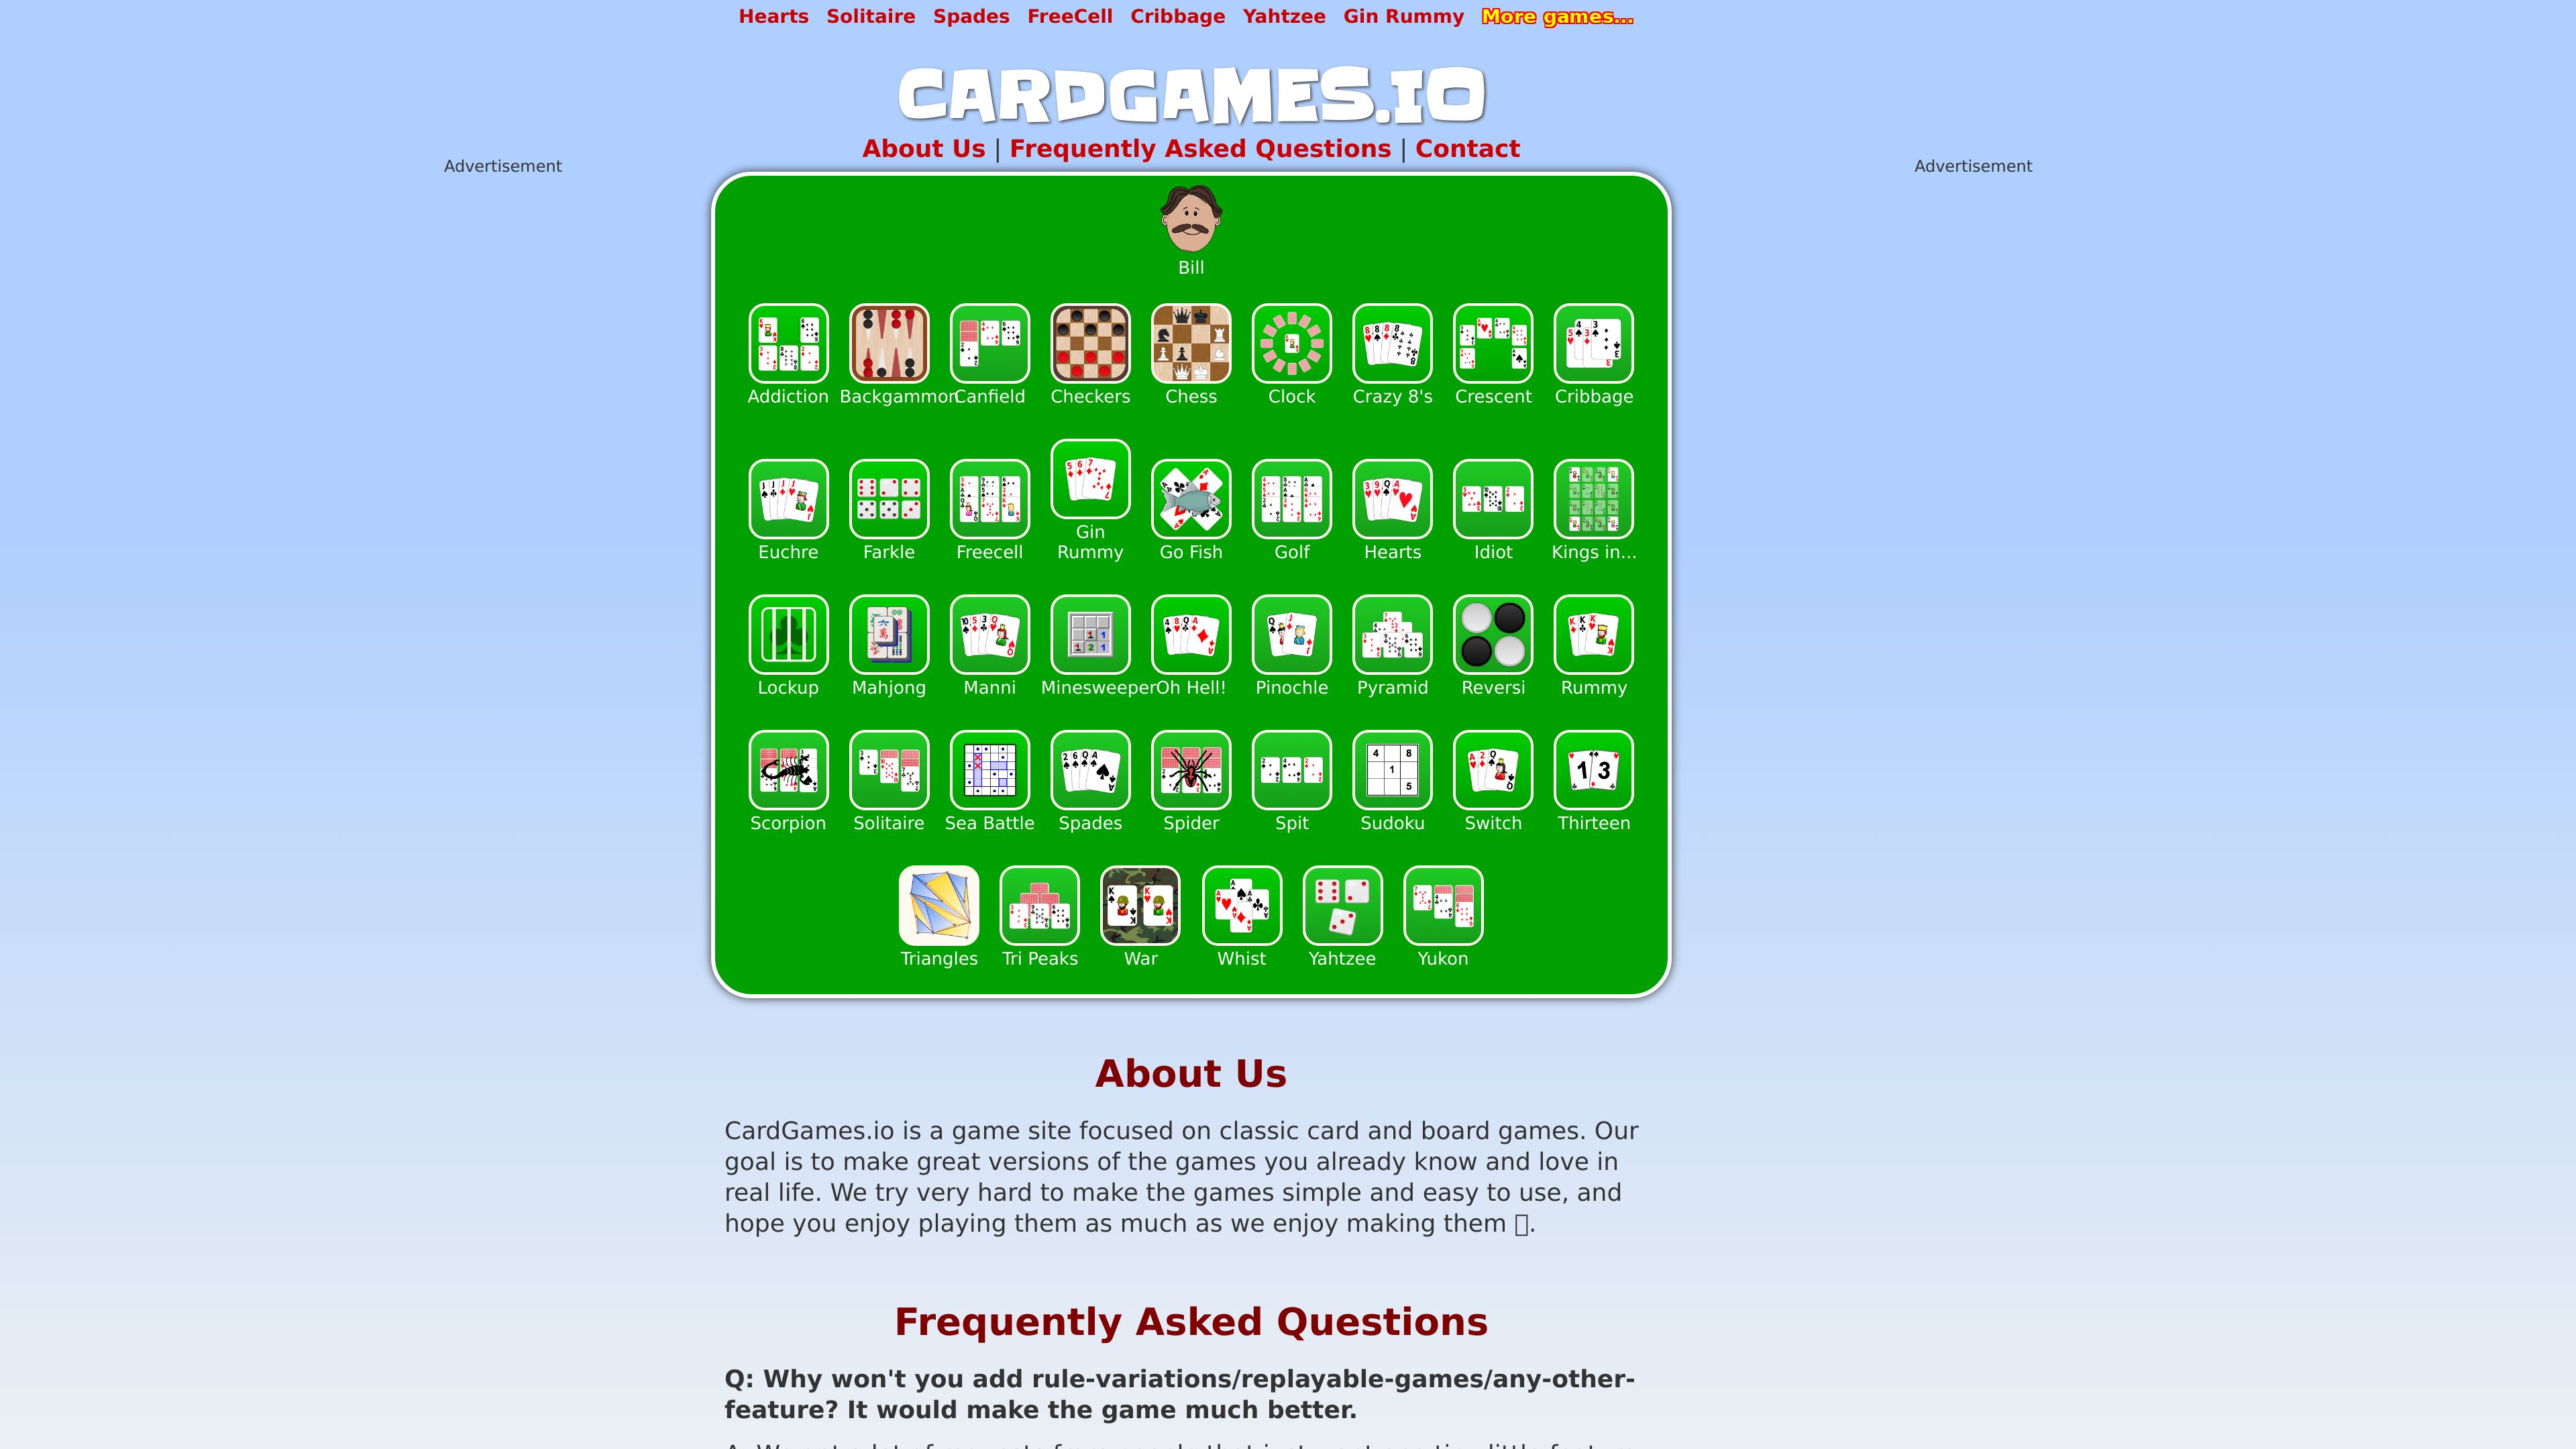 Hearts Solitaire Spades FreeCell Cribbage Yahtzee Gin Rummy More games...
CARDGAMES.IO
About Us | Frequently Asked Questions | Contact
Advertisement
Advertisement
Bill
Addiction Backgammon Canfield Checkers Chess Clock Crazy 8's Crescent Cribbage
Euchre Farkle Freecell Gin Rummy Go Fish Golf Hearts Idiot Kings in...
Lockup Mahjong Manni Minesweeper Oh Hell! Pinochle Pyramid Reversi Rummy
Scorpion Solitaire Sea Battle Spades Spider Spit Sudoku Switch Thirteen
Triangles Tri Peaks War Whist Yahtzee Yukon
About Us
CardGames.io is a game site focused on classic card and board games. Our
goal is to make great versions of the games you already know and love in
real life. We try very hard to make the games simple and easy to use, and
hope you enjoy playing them as much as we enjoy making them .
Frequently Asked Questions
Q: Why won't you add rule-variations/replayable-games/any-other-
feature? It would make the game much better.